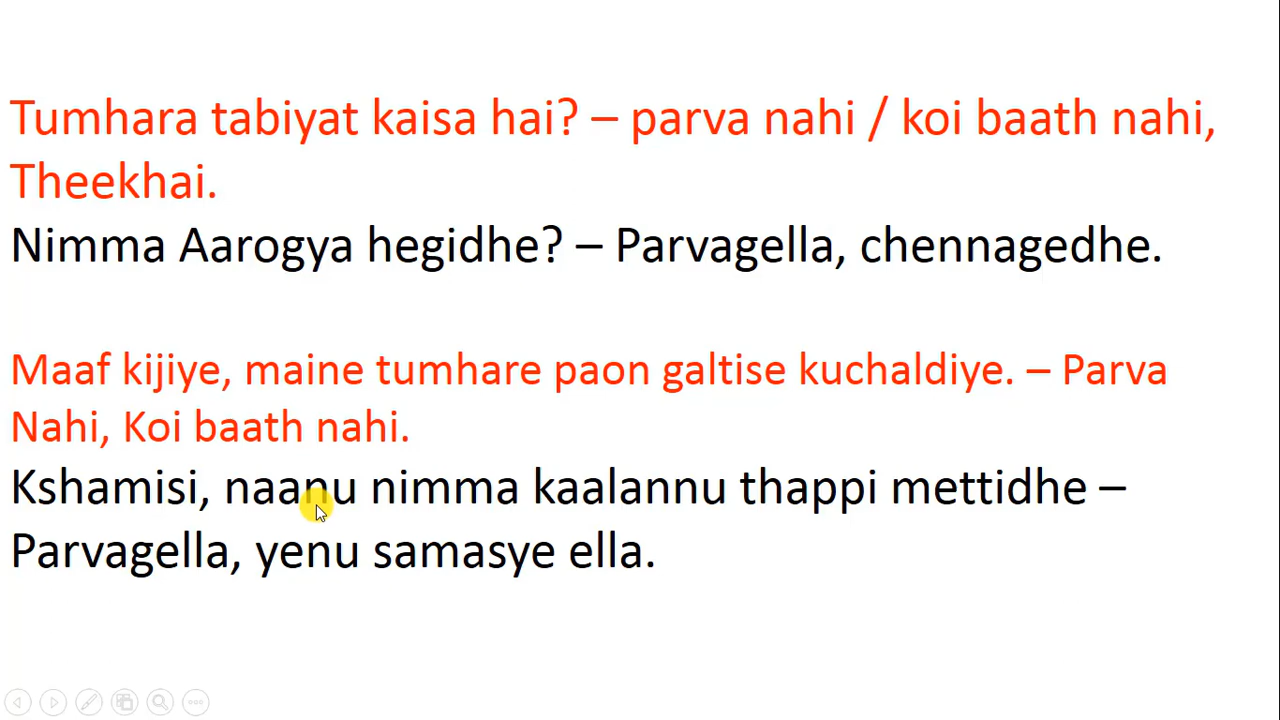 Tumhara tabiyat kaisa hai? – parva nahi / koi baath nahi,
Theekhai.
Nimma Aarogya hegidhe? – Parvagella, chennagedhe.
Maaf kijiye, maine tumhare paon galtise kuchaldiye. – Parva
Nahi, Koi baath nahi.
Kshamisi, naanu nimma kaalannu thappi mettidhe –
Parvagella, yenu samasye ella.